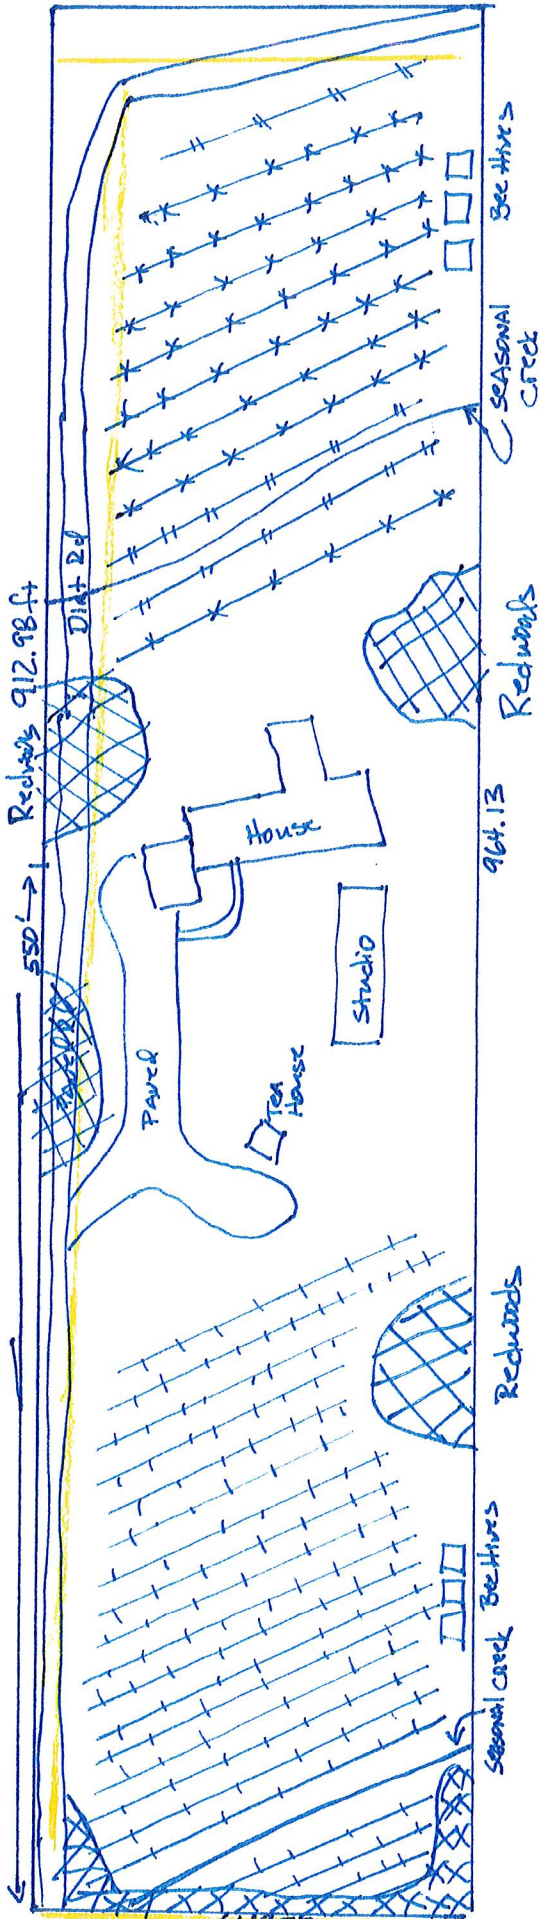 Bee Hives
SEASONAL
Creek
912.98 ft
Dirt Rd
Redwoods
Redwoods
House
964.13
550'
Studio
Paved
Tea
House
Redwoods
Bee Hives
Seasonal creek